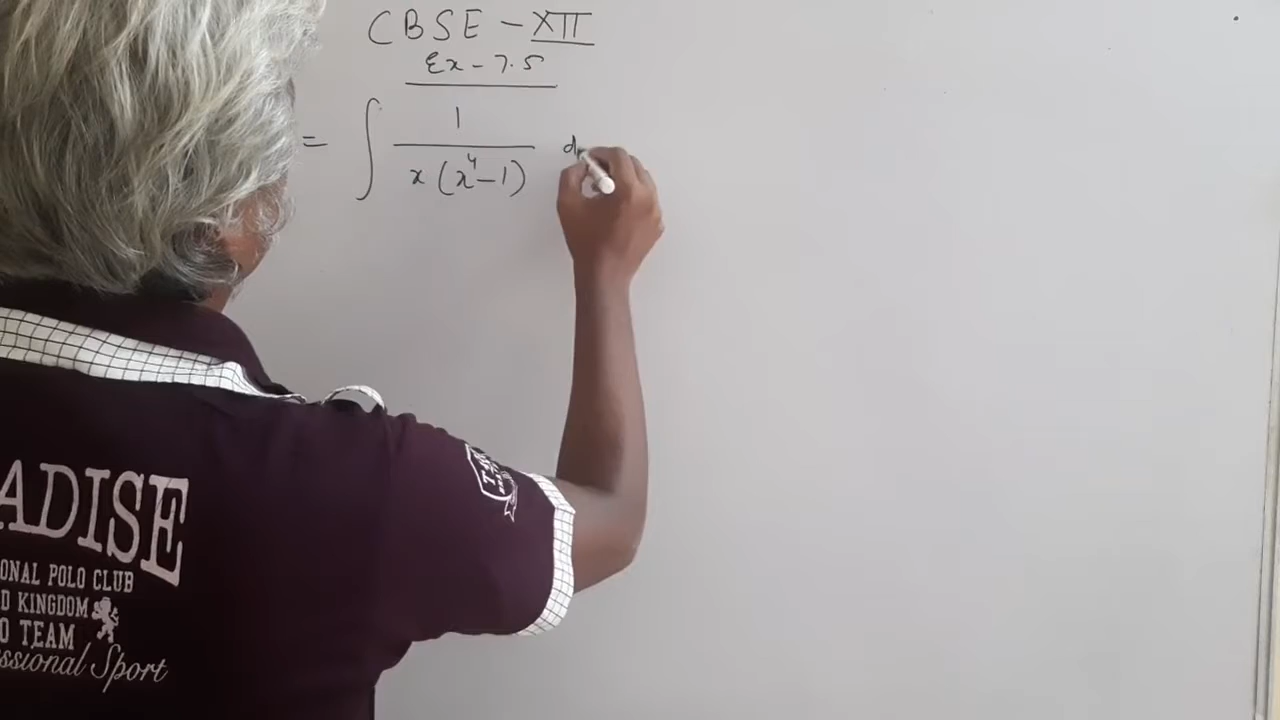 CBSE - XII
Ex - 7.5
= ∫ 1 / x(x⁴-1) d
ADISE
ONAL POLO CLUB
D KINGDOM
O TEAM
ssional Sport